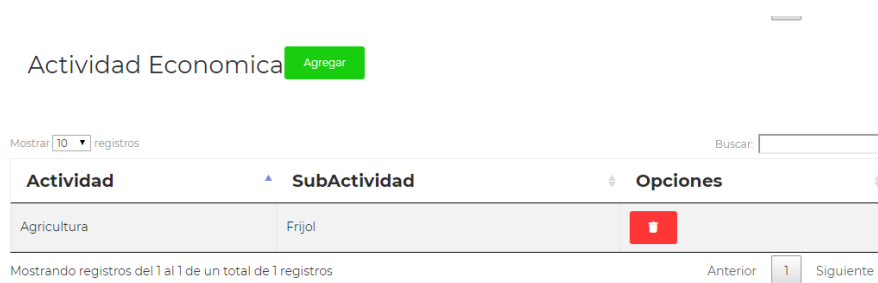 Actividad Economica Agregar
Mostrar 10 registros Buscar:
Actividad SubActividad Opciones
Agricultura Frijol
Mostrando registros del 1 al 1 de un total de 1 registros Anterior 1 Siguiente